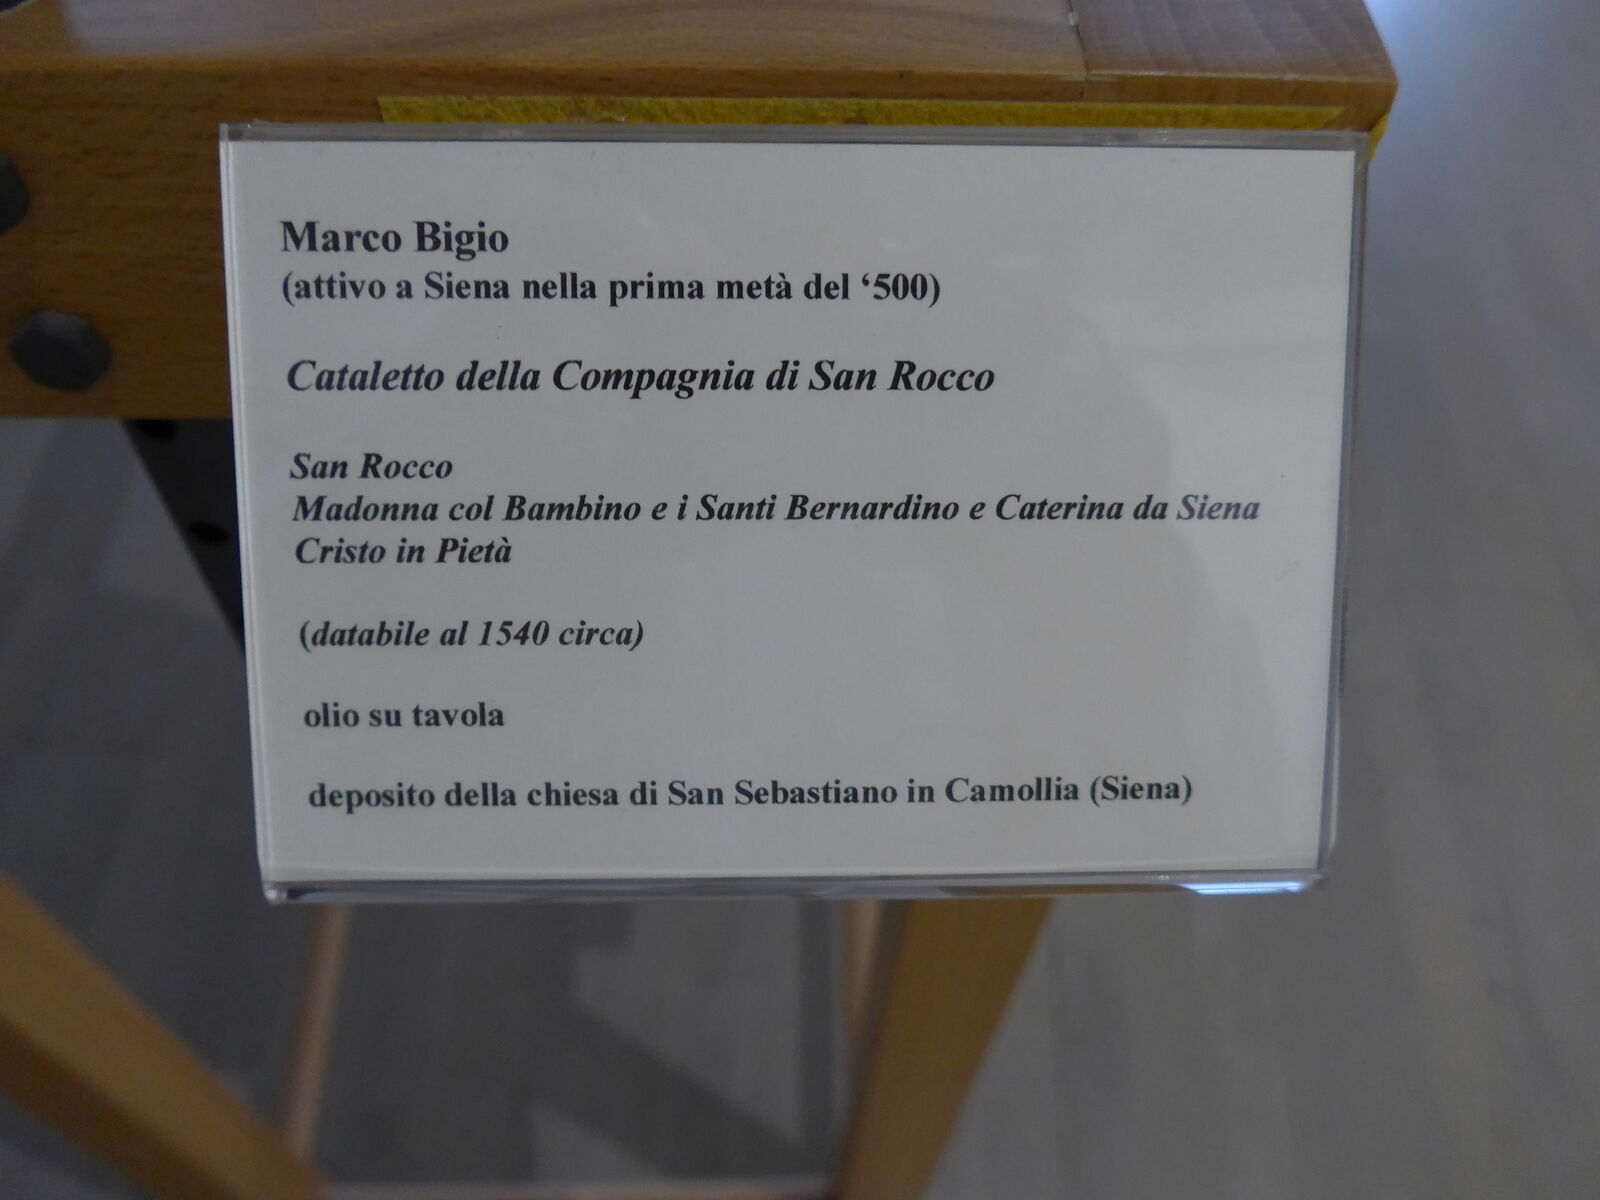 Marco Bigio
(attivo a Siena nella prima metà del ‘500)
Cataletto della Compagnia di San Rocco
San Rocco
Madonna col Bambino e i Santi Bernardino e Caterina da Siena
Cristo in Pietà
(databile al 1540 circa)
olio su tavola
deposito della chiesa di San Sebastiano in Camollia (Siena)